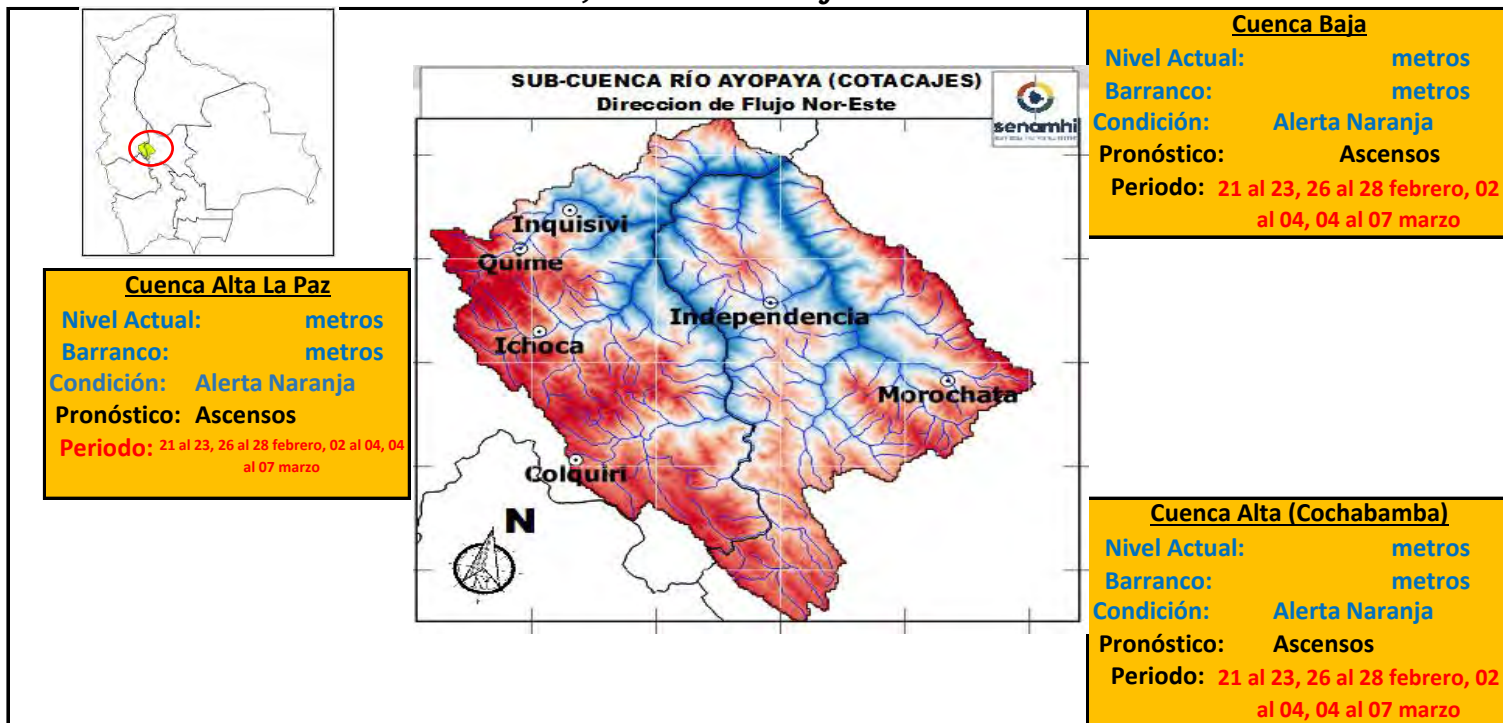 SUB-CUENCA RÍO AYOPAYA (COTACAJES)
Direccion de Flujo Nor-Este
senamhi
Inquisivi
Quime
Ichoca
Independencia
Morochata
Colquiri
N
Cuenca Alta La Paz
Nivel Actual: metros
Barranco: metros
Condición: Alerta Naranja
Pronóstico: Ascensos
Periodo: 21 al 23, 26 al 28 febrero, 02 al 04, 04
al 07 marzo
Cuenca Baja
Nivel Actual: metros
Barranco: metros
Condición: Alerta Naranja
Pronóstico: Ascensos
Periodo: 21 al 23, 26 al 28 febrero, 02
al 04, 04 al 07 marzo
Cuenca Alta (Cochabamba)
Nivel Actual: metros
Barranco: metros
Condición: Alerta Naranja
Pronóstico: Ascensos
Periodo: 21 al 23, 26 al 28 febrero, 02
al 04, 04 al 07 marzo